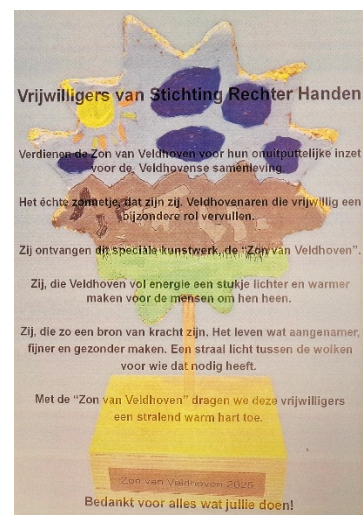 Vrijwilligers van Stichting Rechter Handen
Verdienen de Zon van Veldhoven voor hun onuitputtelijke inzet
voor de Veldhovense samenleving.
Het échte zonnetje, dat zijn zij. Veldhovenaren die vrijwillig een
bijzondere rol vervullen.
Zij ontvangen dit speciale kunstwerk, de “Zon van Veldhoven”.
Zij, die Veldhoven vol energie een stukje lichter en warmer
maken voor de mensen om hen heen.
Zij, die zo een bron van kracht zijn. Het leven wat aangenamer,
fijner en gezonder maken. Een straal licht tussen de wolken
voor wie dat nodig heeft.
Met de “Zon van Veldhoven” dragen we deze vrijwilligers
een stralend warm hart toe.
Zon van Veldhoven 2025
Bedankt voor alles wat jullie doen!